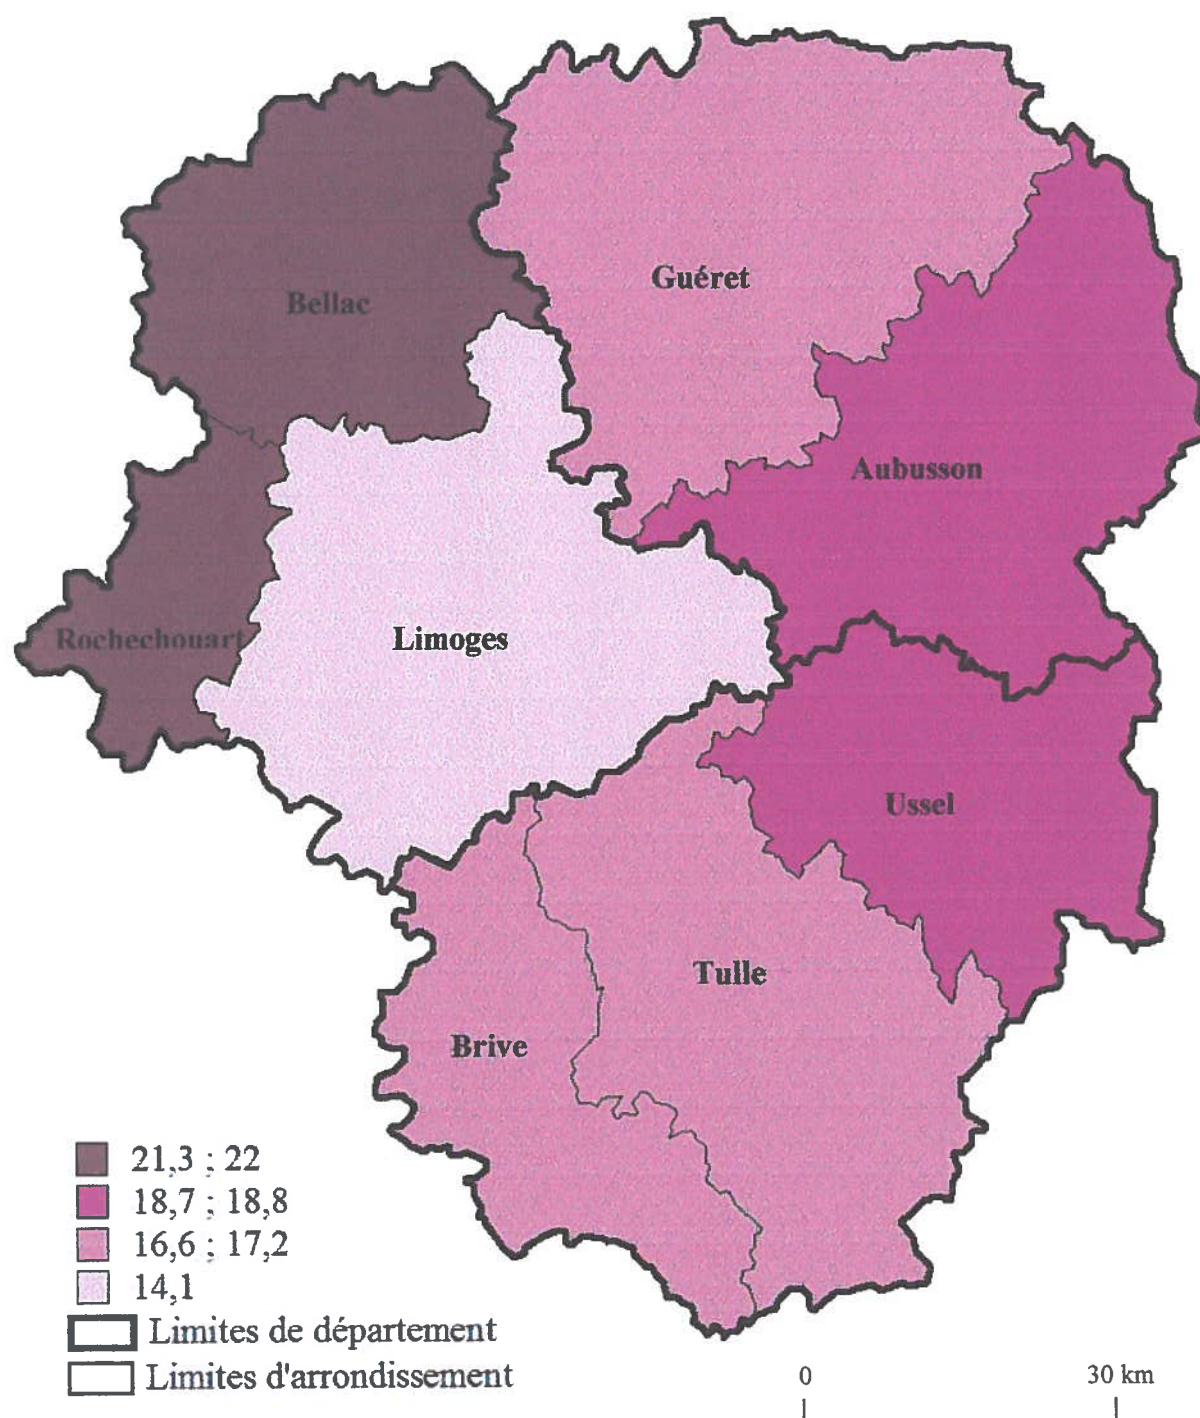 Guéret
Bellac
Aubusson
Rochechouart
Limoges
Ussel
Tulle
Brive
21,3 ; 22
18,7 ; 18,8
16,6 ; 17,2
14,1
Limites de département
Limites d'arrondissement
0 30 km